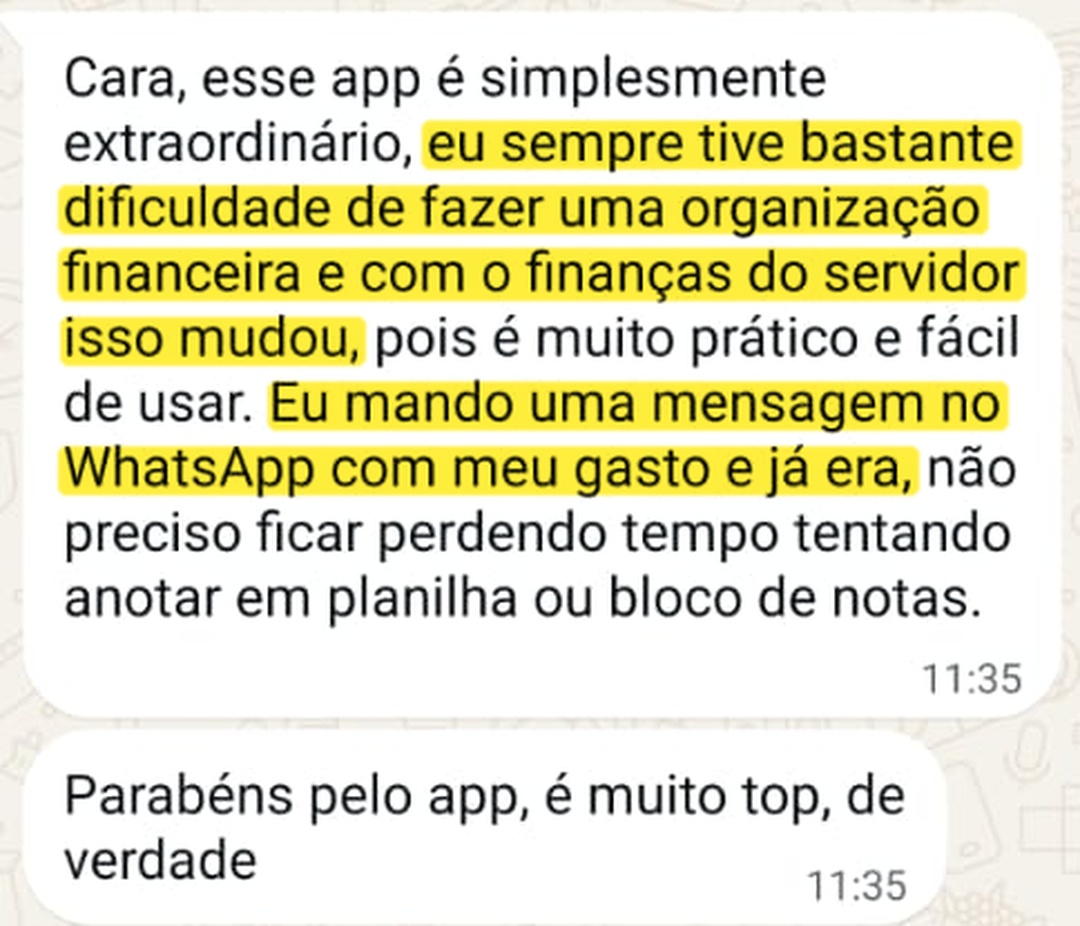 Cara, esse app é simplesmente
extraordinário, eu sempre tive bastante
dificuldade de fazer uma organização
financeira e com o finanças do servidor
isso mudou, pois é muito prático e fácil
de usar. Eu mando uma mensagem no
WhatsApp com meu gasto e já era, não
preciso ficar perdendo tempo tentando
anotar em planilha ou bloco de notas.
11:35
Parabéns pelo app, é muito top, de
verdade
11:35